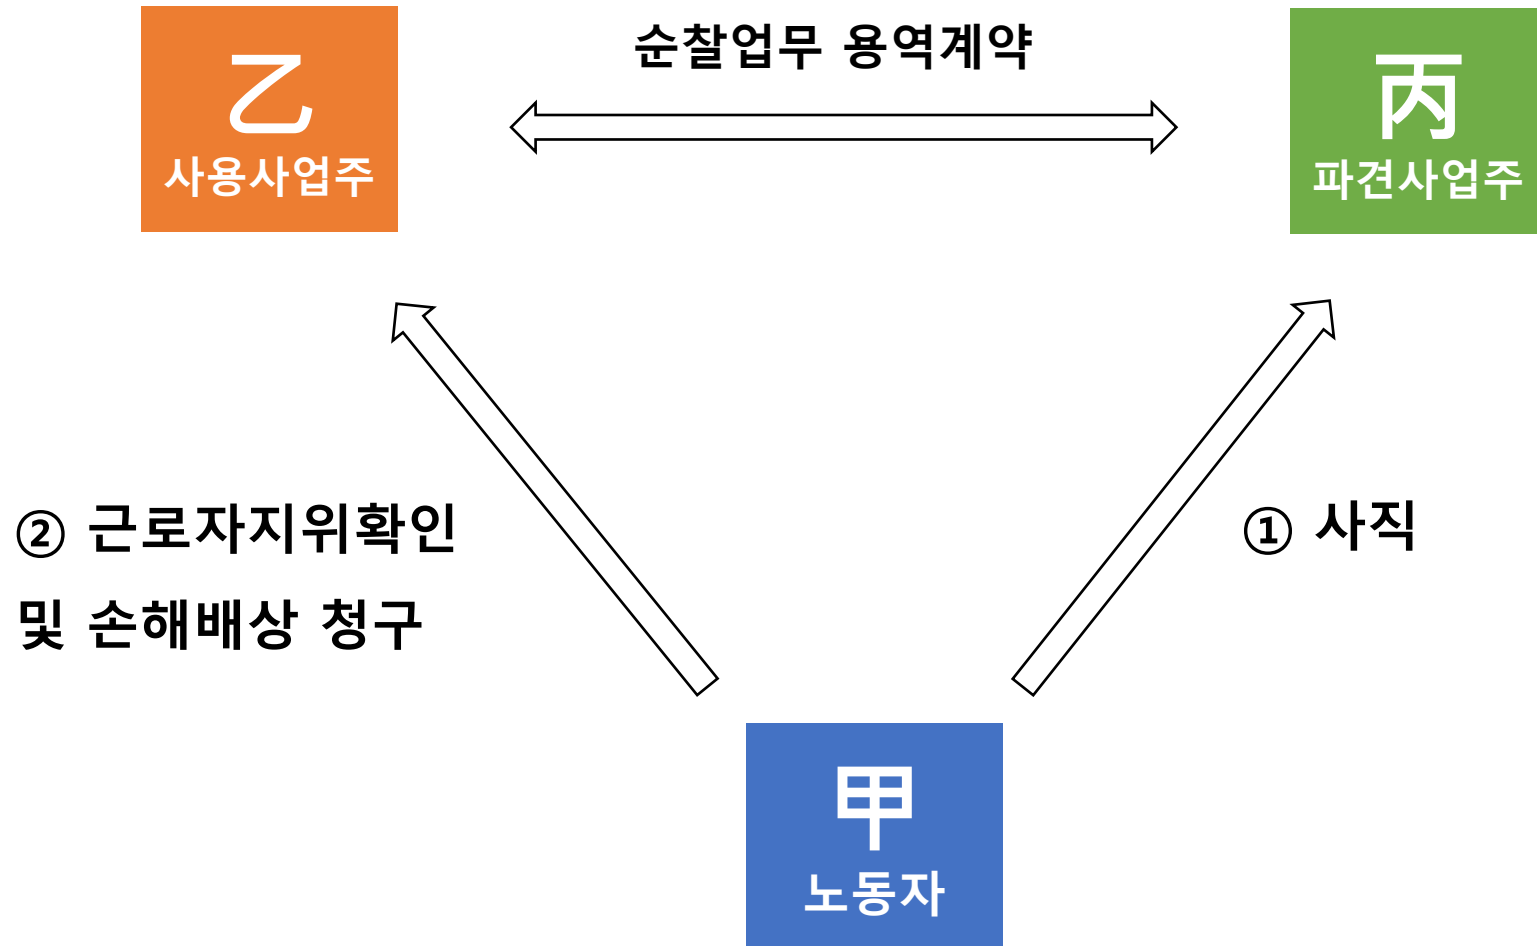 순찰업무 용역계약
乙
사용사업주
丙
파견사업주
② 근로자지위확인
및 손해배상 청구
① 사직
甲
노동자